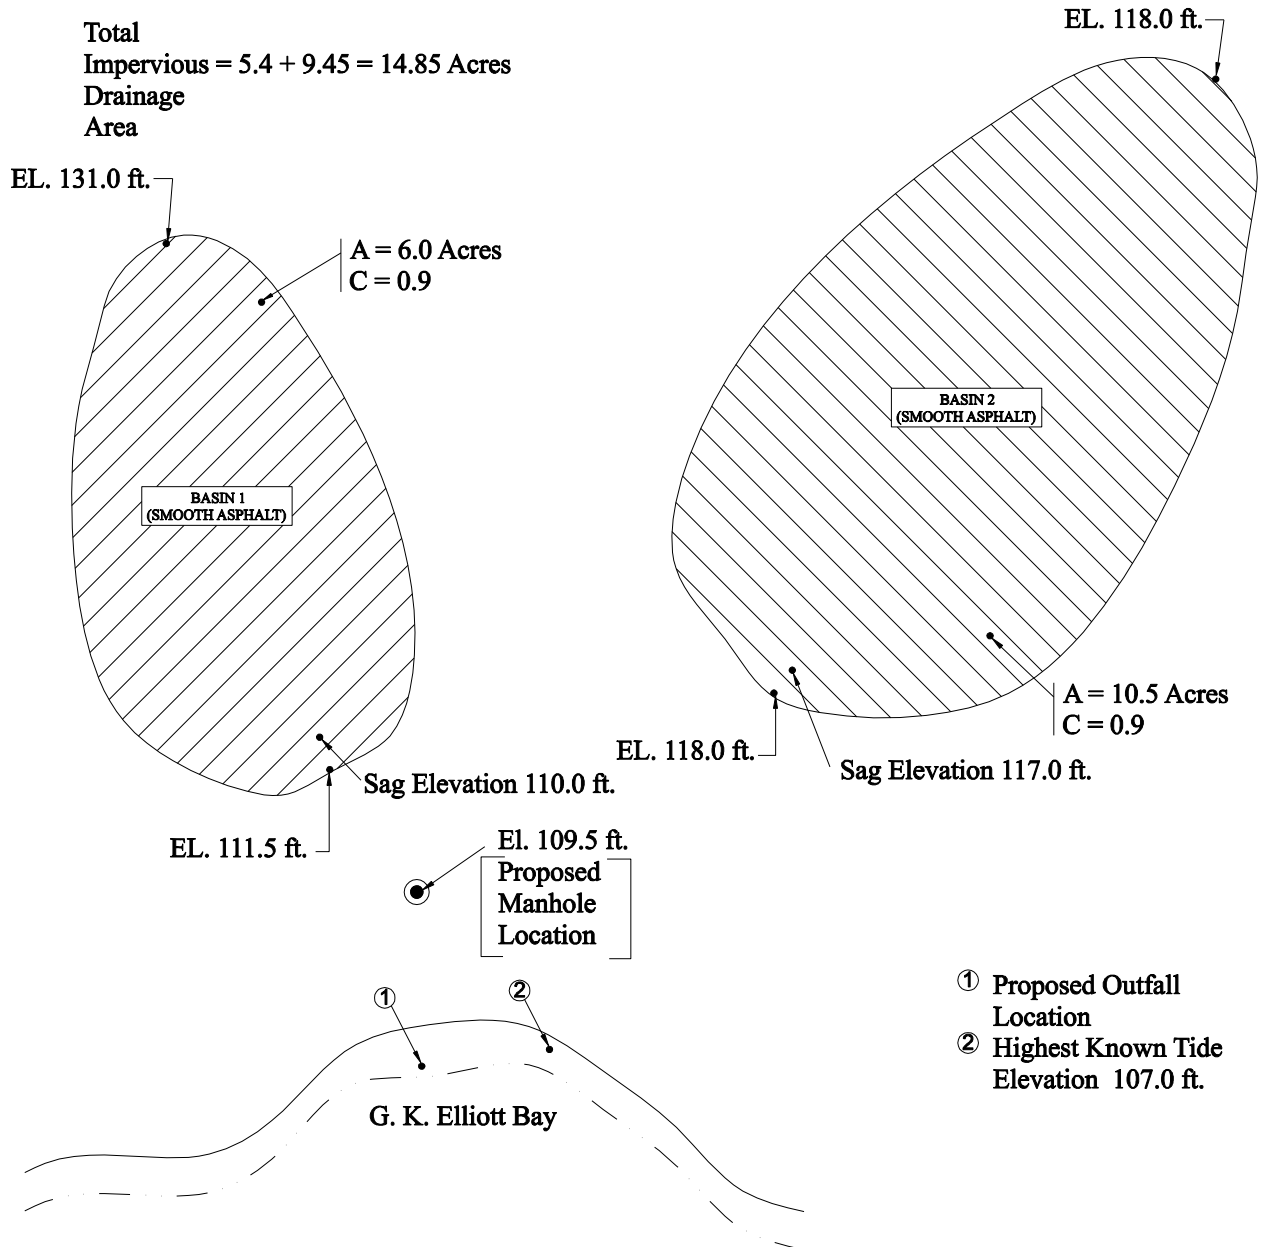 Total
Impervious = 5.4 + 9.45 = 14.85 Acres
Drainage
Area
EL. 118.0 ft.
EL. 131.0 ft.
A = 6.0 Acres
C = 0.9
BASIN 2
(SMOOTH ASPHALT)
BASIN 1
(SMOOTH ASPHALT)
A = 10.5 Acres
C = 0.9
EL. 118.0 ft.
Sag Elevation 117.0 ft.
Sag Elevation 110.0 ft.
EL. 111.5 ft.
El. 109.5 ft.
Proposed
Manhole
Location
1
2
① Proposed Outfall
Location
② Highest Known Tide
Elevation 107.0 ft.
G. K. Elliott Bay